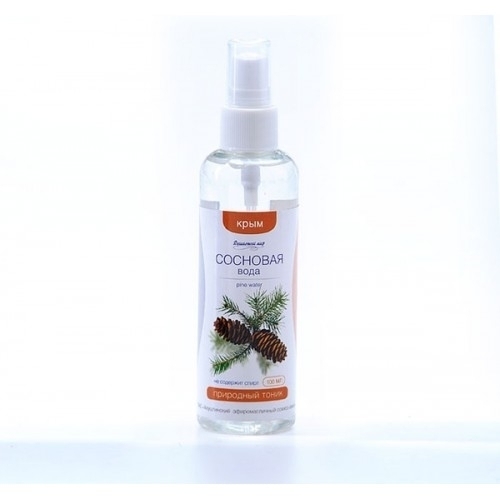 крым
СОСНОВАЯ
вода
pine water
не содержит спирт 100 мл
природный тоник